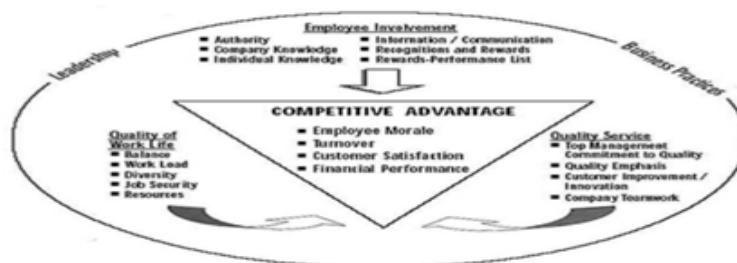 Employee Involvement
Authority
Company Knowledge
Individual Knowledge
Information / Communication
Recognitions and Rewards
Rewards-Performance List
Leadership
Business Practices
COMPETITIVE ADVANTAGE
Employee Morale
Turnover
Customer Satisfaction
Financial Performance
Quality of
Work Life
Balance
Work Load
Diversity
Job Security
Resources
Quality Service
Top Management
Commitment to Quality
Quality Emphasis
Customer Improvement /
Innovation
Company Teamwork